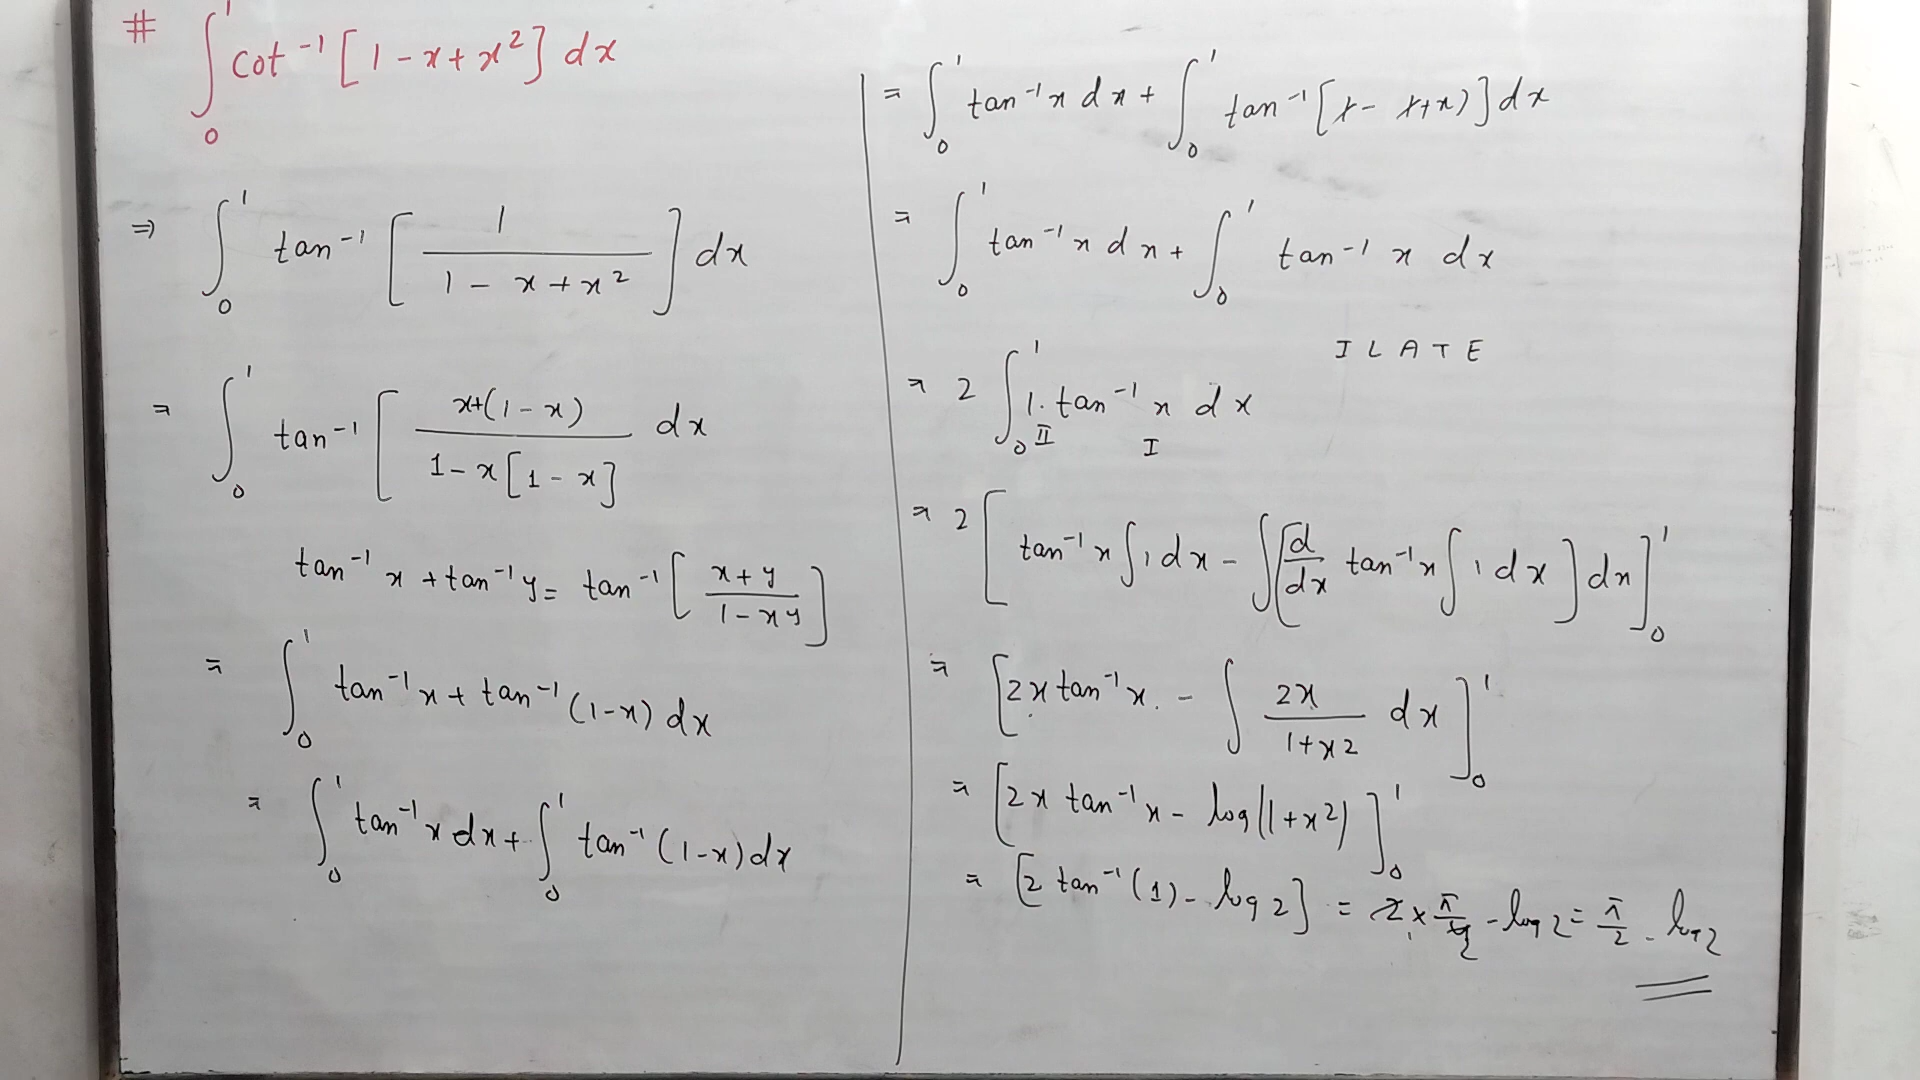 # ∫₀¹ cot⁻¹ [1 - x + x²] dx
⇒ ∫₀¹ tan⁻¹ [ 1 / (1 - x + x²) ] dx
= ∫₀¹ tan⁻¹ [ x+(1-x) / 1-x[1-x] dx
tan⁻¹ x + tan⁻¹ y = tan⁻¹ [ (x+y) / (1-xy) ]
= ∫₀¹ tan⁻¹ x + tan⁻¹ (1-x) dx
= ∫₀¹ tan⁻¹ x dx + ∫₀¹ tan⁻¹ (1-x) dx
= ∫₀¹ tan⁻¹ x dx + ∫₀¹ tan⁻¹ [1 - 1+x)] dx
= ∫₀¹ tan⁻¹ x dx + ∫₀¹ tan⁻¹ x dx
I L A T E
= 2 ∫₀¹ 1. tan⁻¹ x dx
II I
= 2 [ tan⁻¹ x ∫ 1 dx - ∫ [ d/dx tan⁻¹ x ∫ 1 dx ] dx ]₀¹
= [ 2x tan⁻¹ x. - ∫ 2x / (1+x²) dx ]₀¹
= [ 2x tan⁻¹ x - log (1+x²) ]₀¹
= [ 2 tan⁻¹ (1) - log 2 ] = 2 × π/4 - log 2 = π/2 - log 2